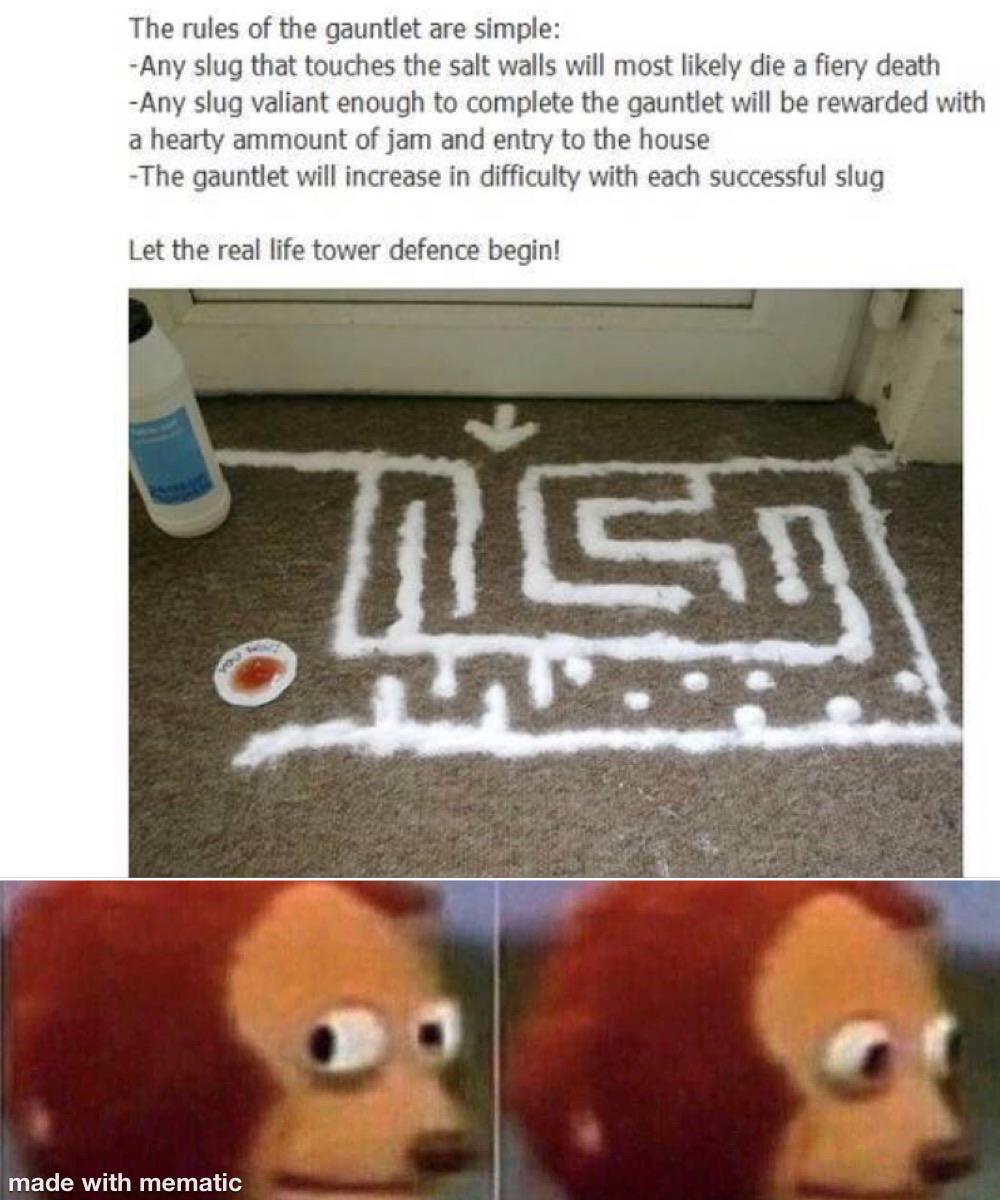 The rules of the gauntlet are simple:
-Any slug that touches the salt walls will most likely die a fiery death
-Any slug valiant enough to complete the gauntlet will be rewarded with
a hearty ammount of jam and entry to the house
-The gauntlet will increase in difficulty with each successful slug
Let the real life tower defence begin!
made with mematic